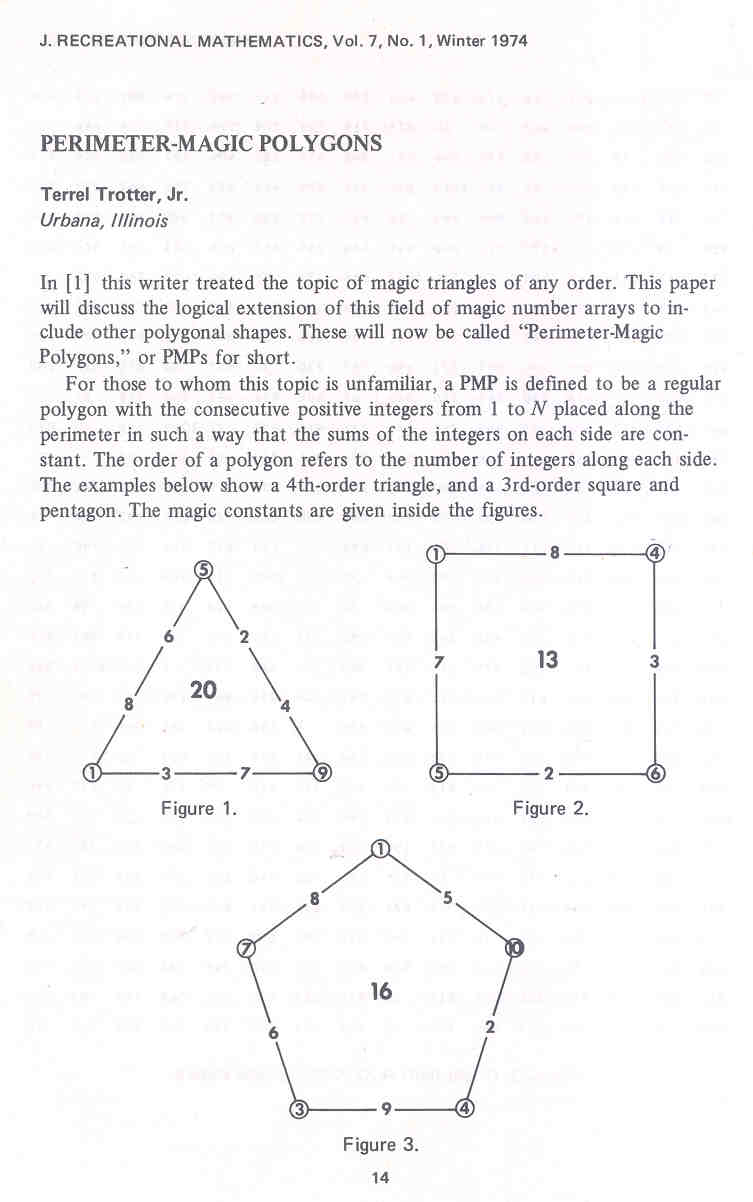 J. RECREATIONAL MATHEMATICS, Vol. 7, No. 1, Winter 1974
PERIMETER-MAGIC POLYGONS
Terrel Trotter, Jr.
Urbana, Illinois
In [1] this writer treated the topic of magic triangles of any order. This paper
will discuss the logical extension of this field of magic number arrays to in-
clude other polygonal shapes. These will now be called “Perimeter-Magic
Polygons,” or PMPs for short.
For those to whom this topic is unfamiliar, a PMP is defined to be a regular
polygon with the consecutive positive integers from 1 to N placed along the
perimeter in such a way that the sums of the integers on each side are con-
stant. The order of a polygon refers to the number of integers along each side.
The examples below show a 4th-order triangle, and a 3rd-order square and
pentagon. The magic constants are given inside the figures.
5
6 2
8 20 4
1 3 7 9
Figure 1.
1 8 4
7 13 3
5 2 6
Figure 2.
1
8 5
7 10
16
6 2
3 9 4
Figure 3.
14